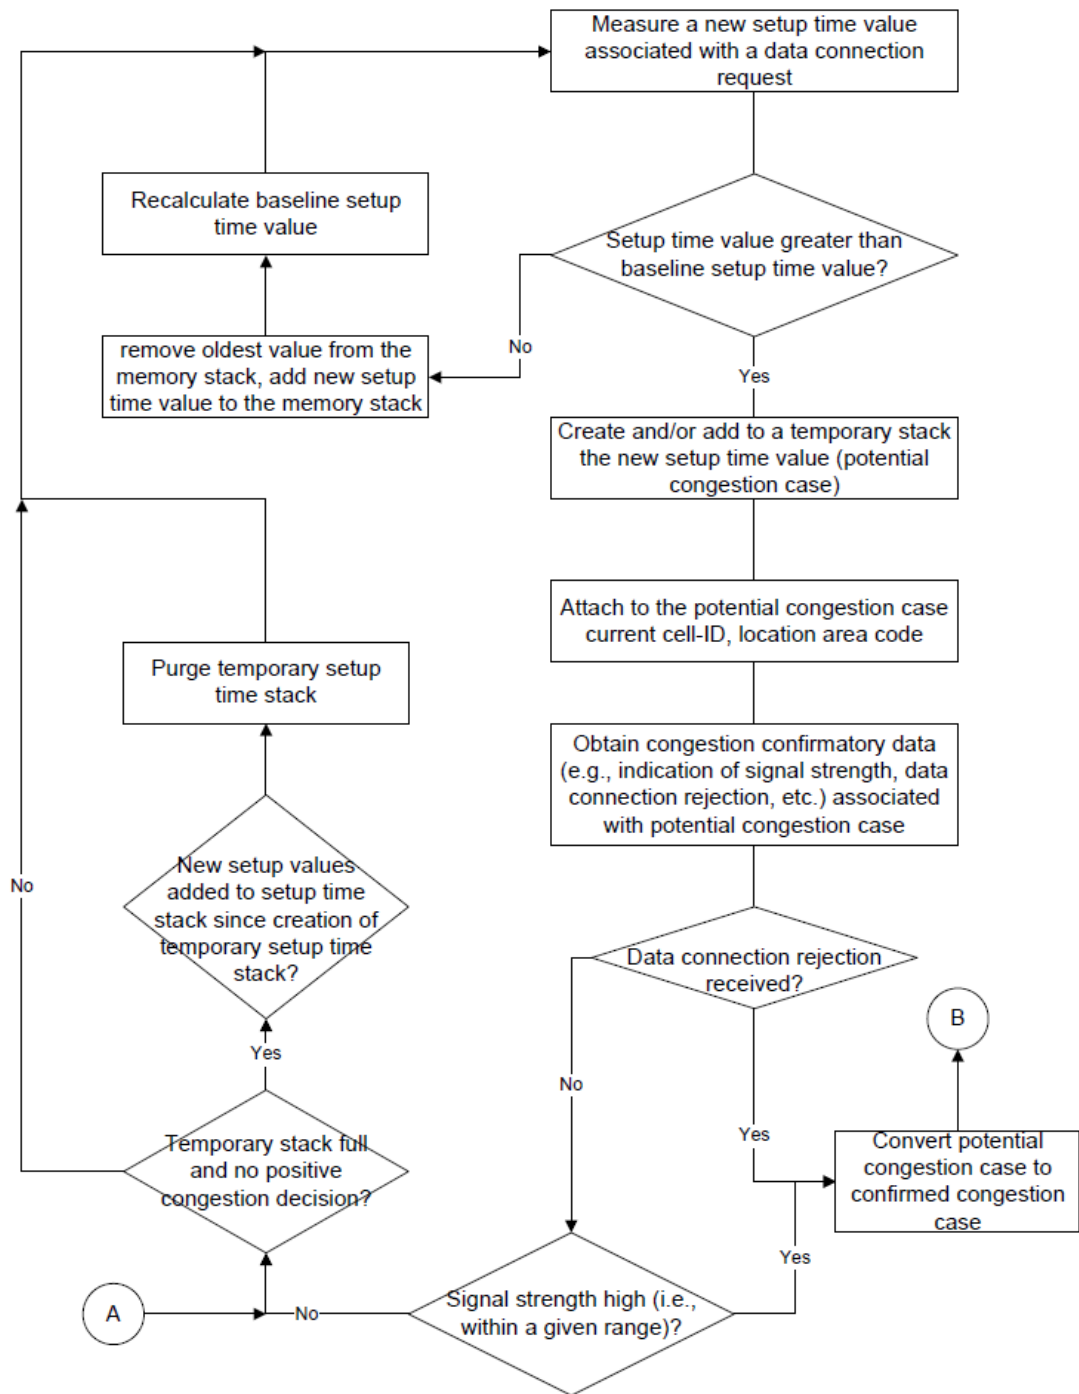 Measure a new setup time value
associated with a data connection
request
Recalculate baseline setup
time value
Setup time value greater than
baseline setup time value?
No
Yes
remove oldest value from the
memory stack, add new setup
time value to the memory stack
Create and/or add to a temporary stack
the new setup time value (potential
congestion case)
Attach to the potential congestion case
current cell-ID, location area code
Purge temporary setup
time stack
Obtain congestion confirmatory data
(e.g., indication of signal strength, data
connection rejection, etc.) associated
with potential congestion case
No
New setup values
added to setup time
stack since creation of
temporary setup time
stack?
Data connection rejection
received?
B
Yes
No
Yes
Temporary stack full
and no positive
congestion decision?
Convert potential
congestion case to
confirmed congestion
case
Yes
A
No
Signal strength high (i.e.,
within a given range)?